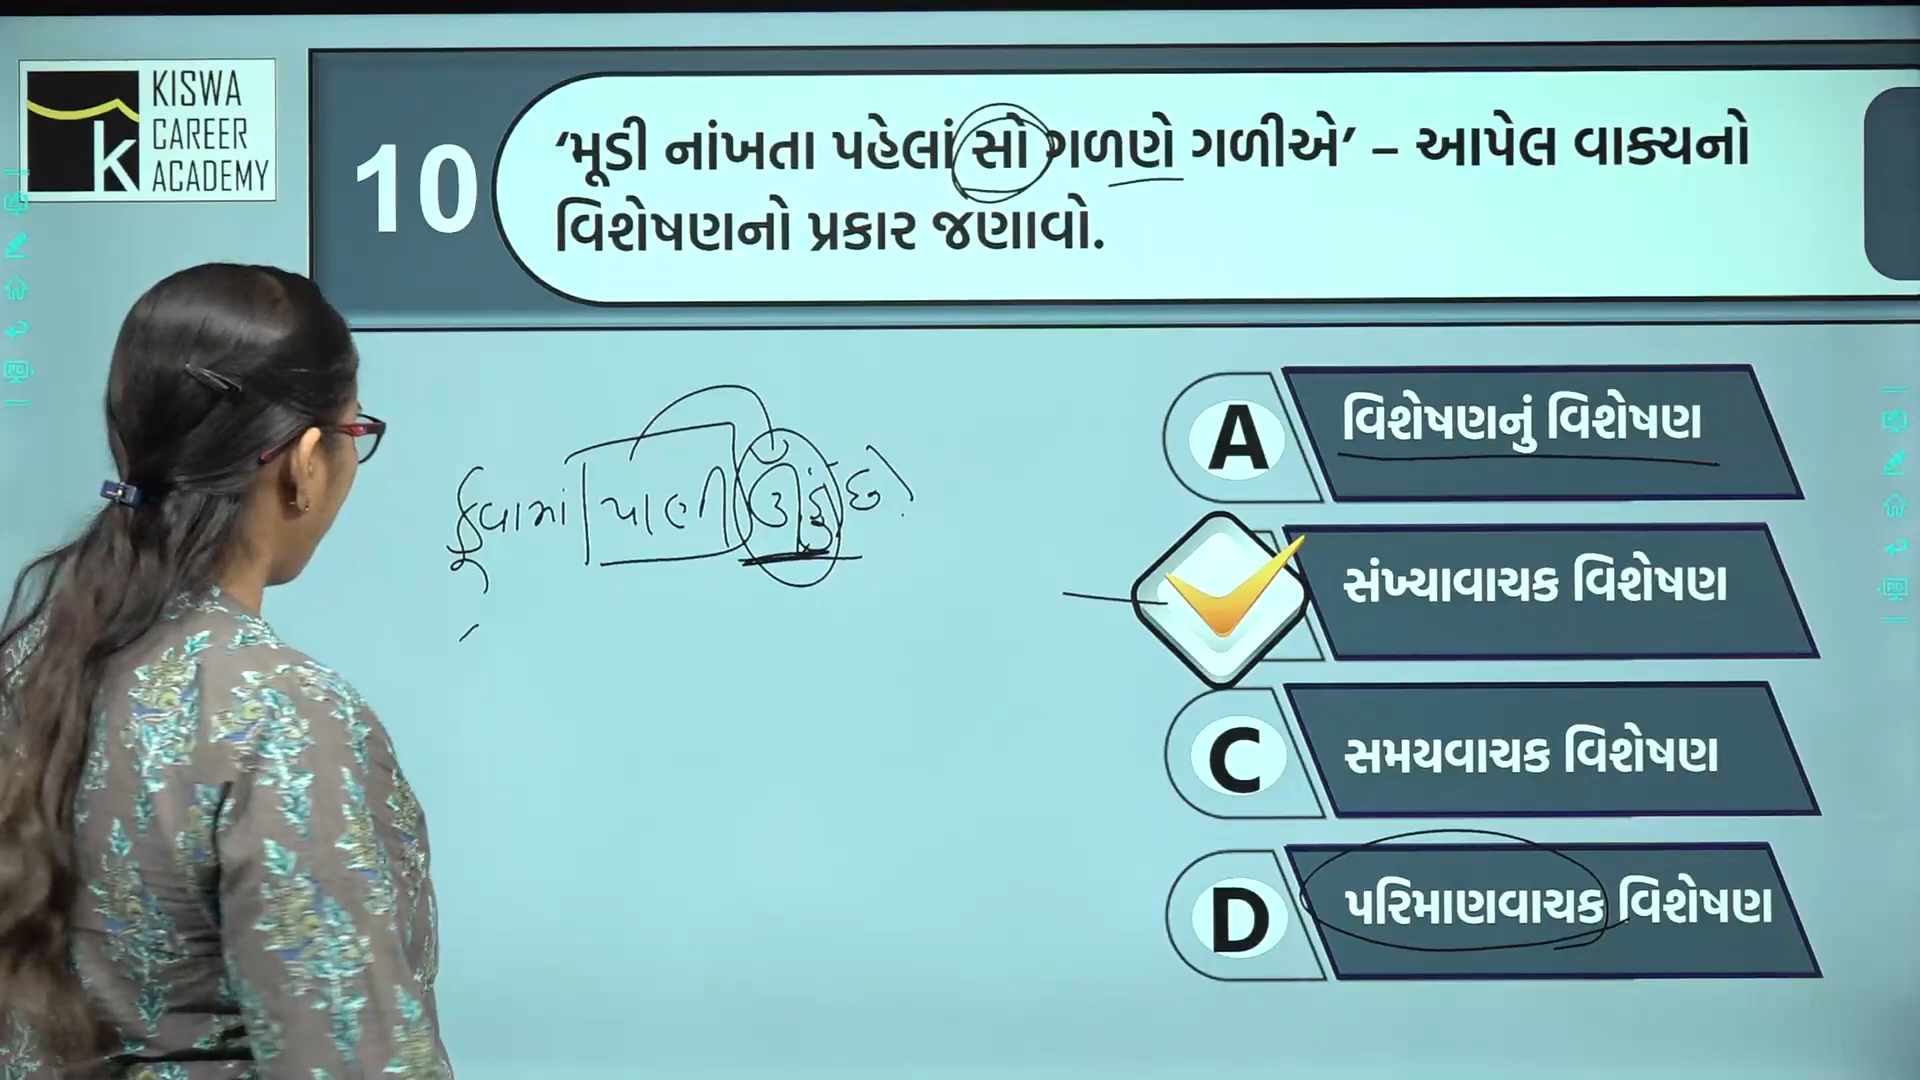 KISWA
CAREER
ACADEMY
k
10
‘મૂડી નાંખતા પહેલાં સો ગળણે ગળીએ’ – આપેલ વાક્યનો
વિશેષણનો પ્રકાર જણાવો.
કૂવામાં પાણી ઊંડું છે.
A વિશેષણનું વિશેષણ
સંખ્યાવાચક વિશેષણ
C સમયવાચક વિશેષણ
D પરિમાણવાચક વિશેષણ